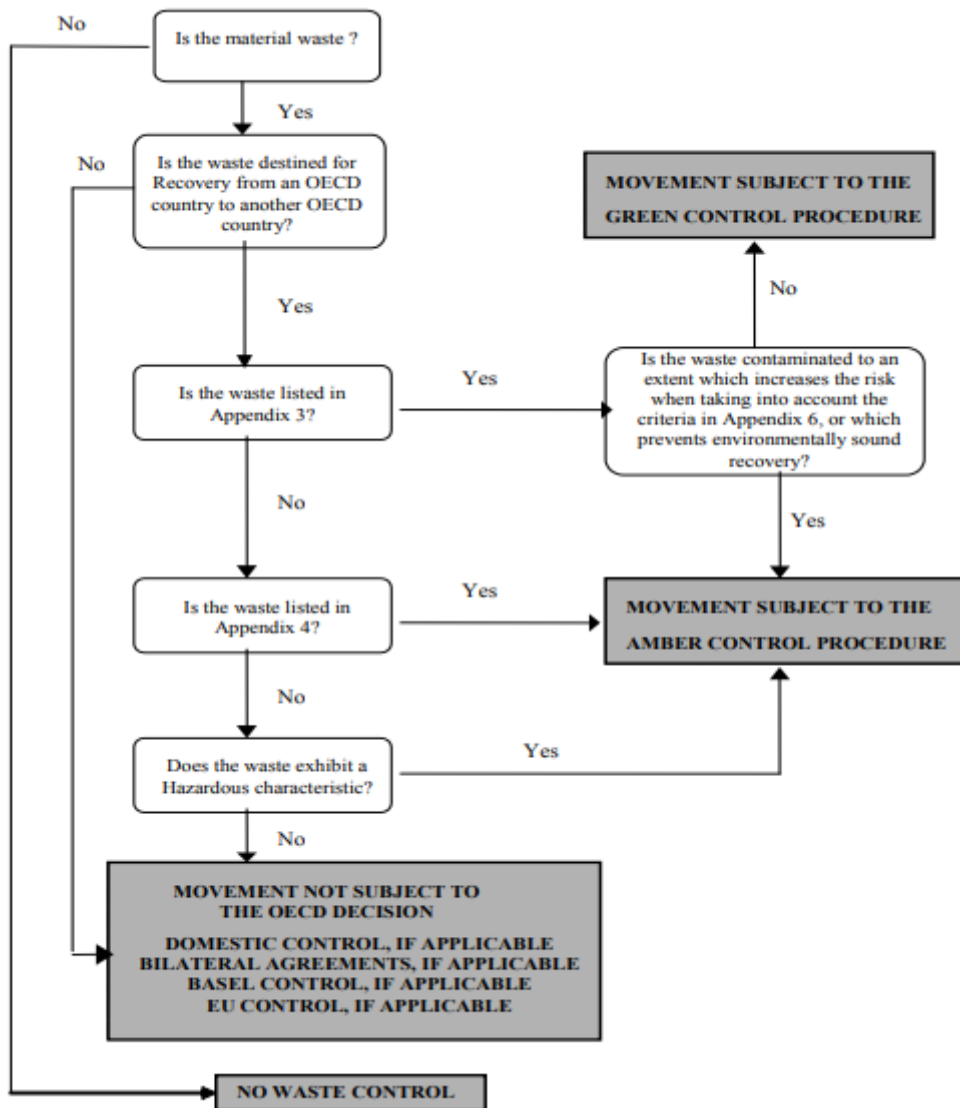 No
Is the material waste ?
Yes
No
Is the waste destined for
Recovery from an OECD
country to another OECD
country?
MOVEMENT SUBJECT TO THE
GREEN CONTROL PROCEDURE
Yes
No
Is the waste listed in
Appendix 3?
Yes
Is the waste contaminated to an
extent which increases the risk
when taking into account the
criteria in Appendix 6, or which
prevents environmentally sound
recovery?
No
Yes
Is the waste listed in
Appendix 4?
Yes
MOVEMENT SUBJECT TO THE
AMBER CONTROL PROCEDURE
No
Does the waste exhibit a
Hazardous characteristic?
Yes
No
MOVEMENT NOT SUBJECT TO
THE OECD DECISION
DOMESTIC CONTROL, IF APPLICABLE
BILATERAL AGREEMENTS, IF APPLICABLE
BASEL CONTROL, IF APPLICABLE
EU CONTROL, IF APPLICABLE
NO WASTE CONTROL